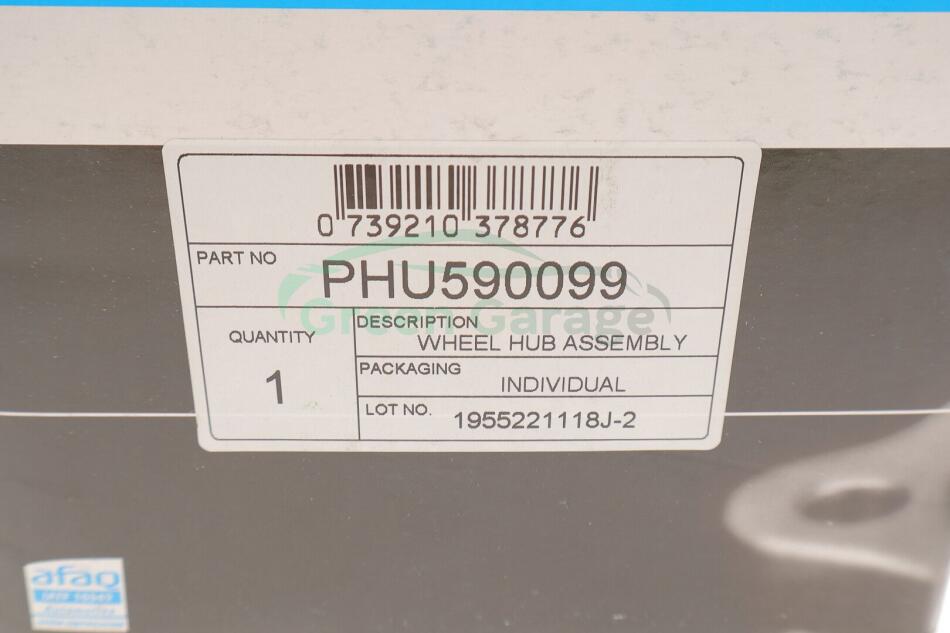 0 739210 378776
PART NO
PHU590099
Green Garage
QUANTITY
1
DESCRIPTION
WHEEL HUB ASSEMBLY
PACKAGING
INDIVIDUAL
LOT NO.
1955221118J-2
afaq